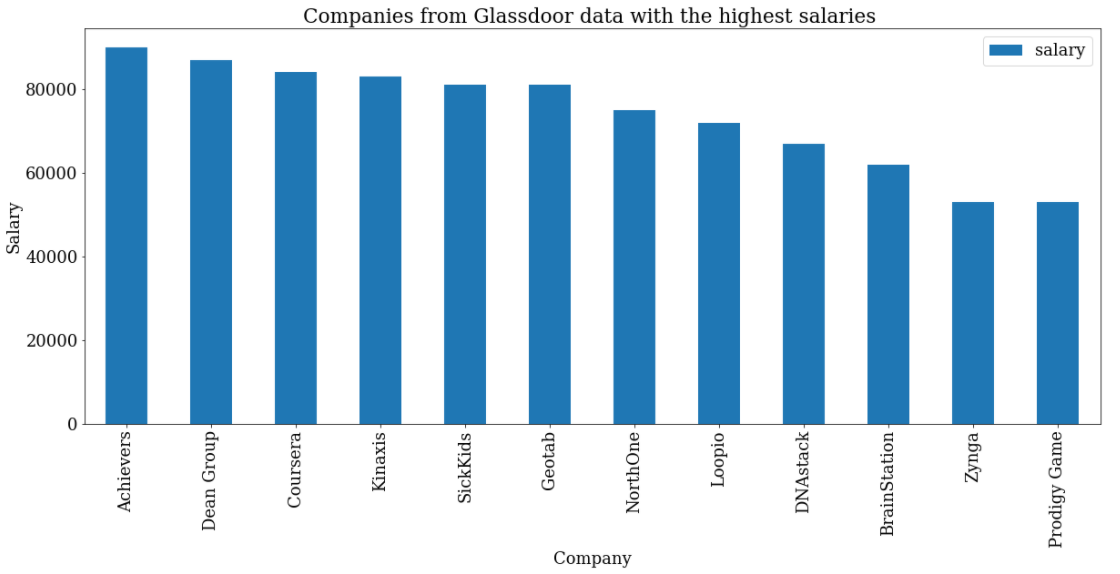 Companies from Glassdoor data with the highest salaries
salary
80000
60000
40000
20000
0
Salary
Achievers
Dean Group
Coursera
Kinaxis
SickKids
Geotab
NorthOne
Loopio
DNAstack
BrainStation
Zynga
Prodigy Game
Company